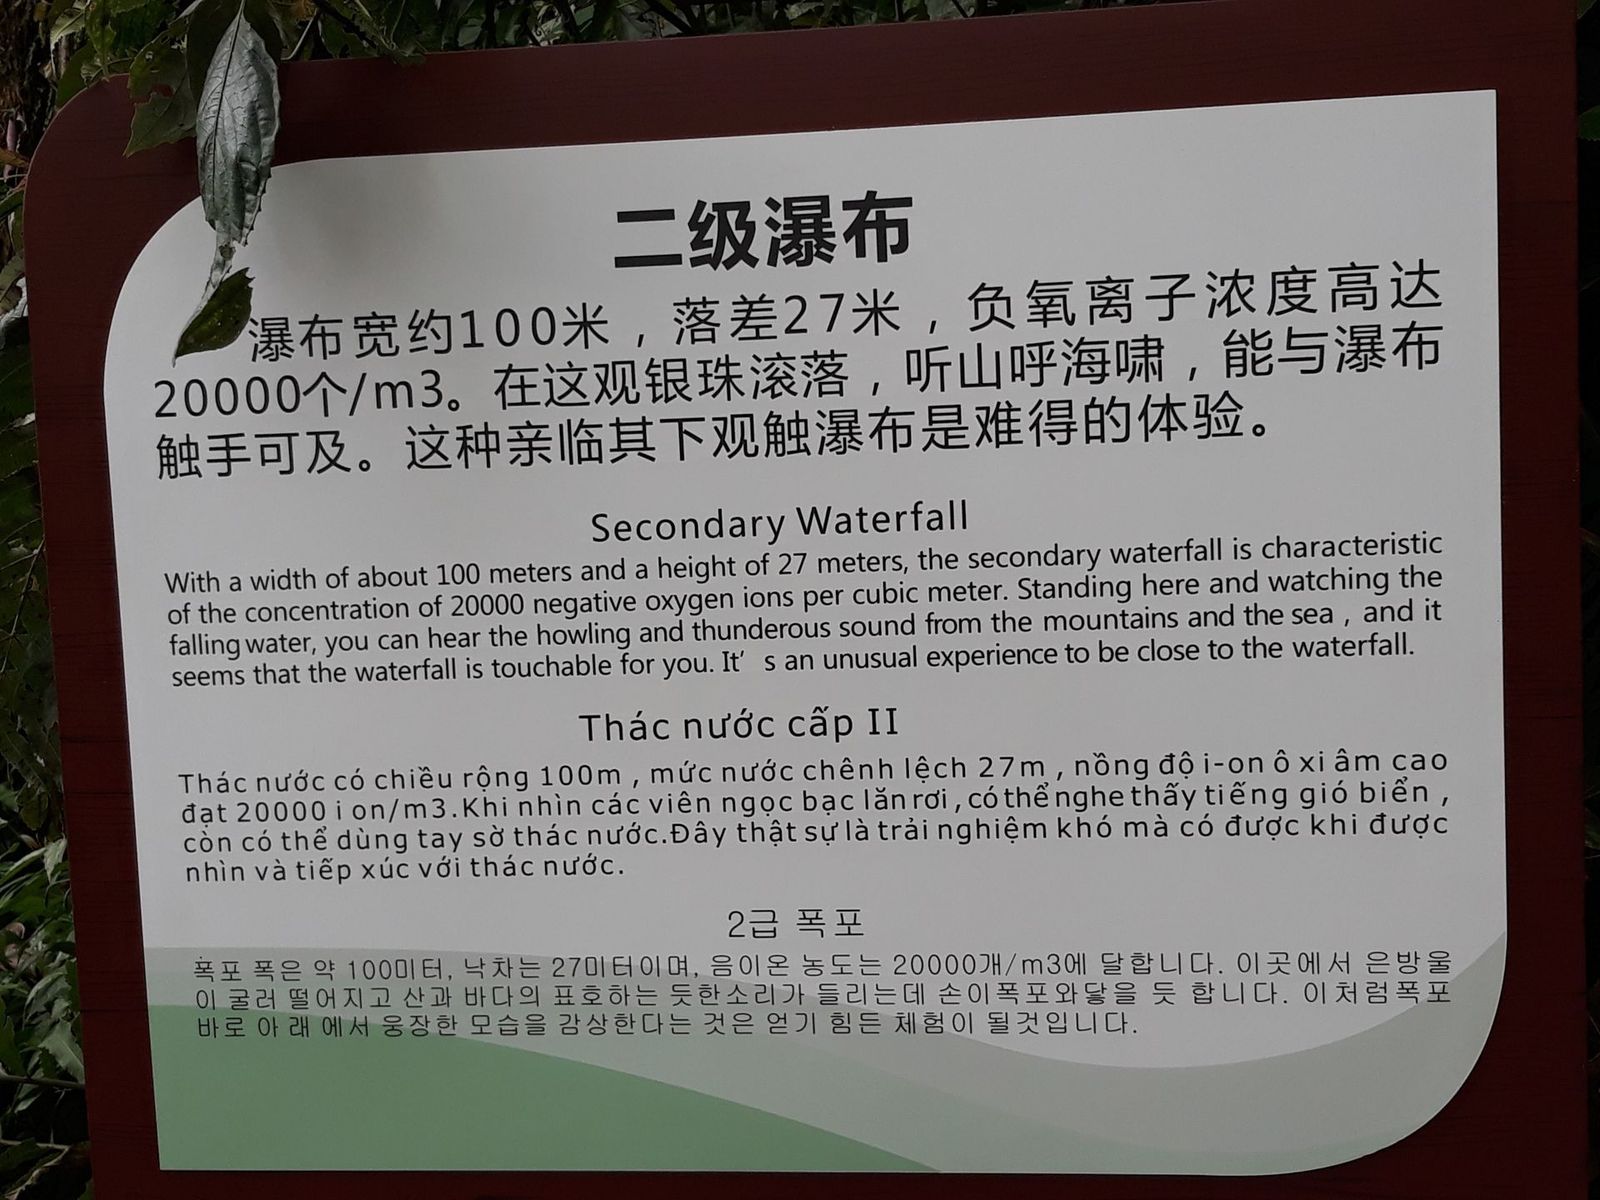 二级瀑布
瀑布宽约100米，落差27米，负氧离子浓度高达
20000个/m3。在这观银珠滚落，听山呼海啸，能与瀑布
触手可及。这种亲临其下观触瀑布是难得的体验。
Secondary Waterfall
With a width of about 100 meters and a height of 27 meters, the secondary waterfall is characteristic
of the concentration of 20000 negative oxygen ions per cubic meter. Standing here and watching the
falling water, you can hear the howling and thunderous sound from the mountains and the sea , and it
seems that the waterfall is touchable for you. It’ s an unusual experience to be close to the waterfall.
Thác nước cấp II
Thác nước có chiều rộng 100m , mức nước chênh lệch 27m , nồng độ i-on ô xi âm cao
đạt 20000 i on/m3.Khi nhìn các viên ngọc bạc lăn rơi , có thể nghe thấy tiếng gió biển ,
còn có thể dùng tay sờ thác nước.Đây thật sự là trải nghiệm khó mà có được khi được
nhìn và tiếp xúc với thác nước.
2급 폭포
폭포 폭은 약 100미터, 낙차는 27미터이며, 음이온 농도는 20000개/m3에 달합니다. 이곳에서 은방울
이 굴러 떨어지고 산과 바다의 표호하는 듯한소리가 들리는데 손이폭포와닿을 듯 합니다. 이처럼폭포
바로 아 래 에서 웅장한 모습을 감상한다는 것은 얻기 힘든 체험이 될것입니다.